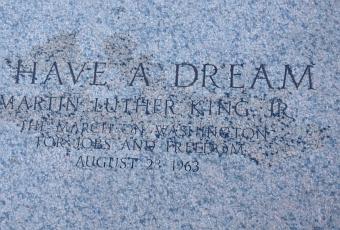 HAVE A DREAM
MARTIN LUTHER KING, JR.
THE MARCH ON WASHINGTON
FOR JOBS AND FREEDOM
AUGUST 28, 1963